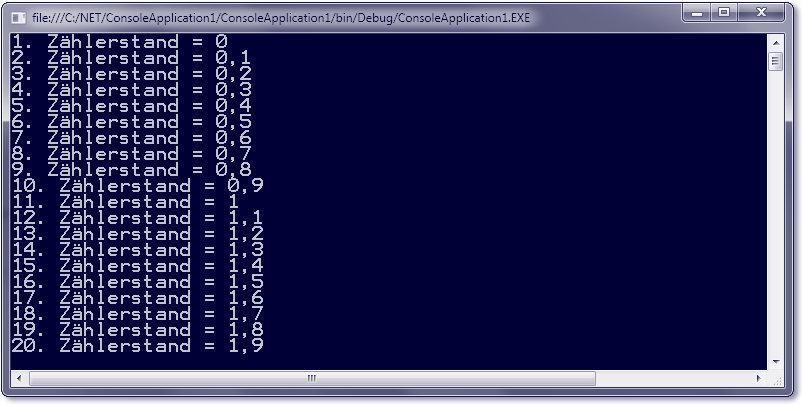 file:///C:/NET/ConsoleApplication1/ConsoleApplication1/bin/Debug/ConsoleApplication1.EXE
1. Zählerstand = 0
2. Zählerstand = 0,1
3. Zählerstand = 0,2
4. Zählerstand = 0,3
5. Zählerstand = 0,4
6. Zählerstand = 0,5
7. Zählerstand = 0,6
8. Zählerstand = 0,7
9. Zählerstand = 0,8
10. Zählerstand = 0,9
11. Zählerstand = 1
12. Zählerstand = 1,1
13. Zählerstand = 1,2
14. Zählerstand = 1,3
15. Zählerstand = 1,4
16. Zählerstand = 1,5
17. Zählerstand = 1,6
18. Zählerstand = 1,7
19. Zählerstand = 1,8
20. Zählerstand = 1,9